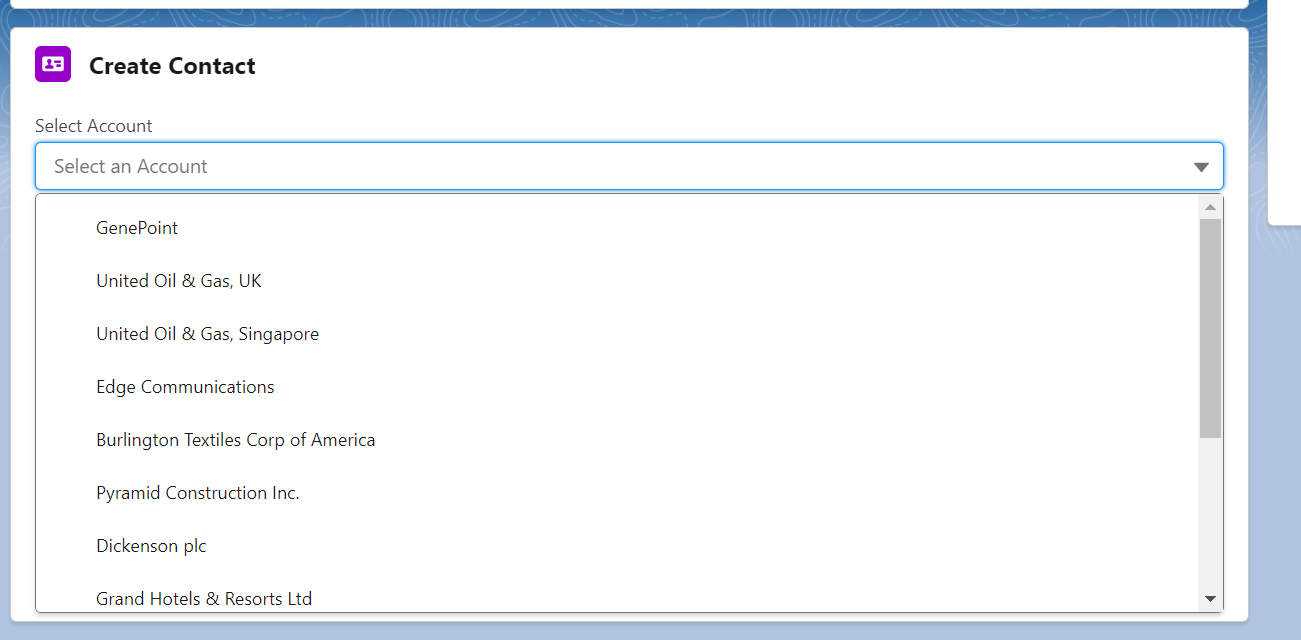 Create Contact
Select Account
Select an Account
GenePoint
United Oil & Gas, UK
United Oil & Gas, Singapore
Edge Communications
Burlington Textiles Corp of America
Pyramid Construction Inc.
Dickenson plc
Grand Hotels & Resorts Ltd